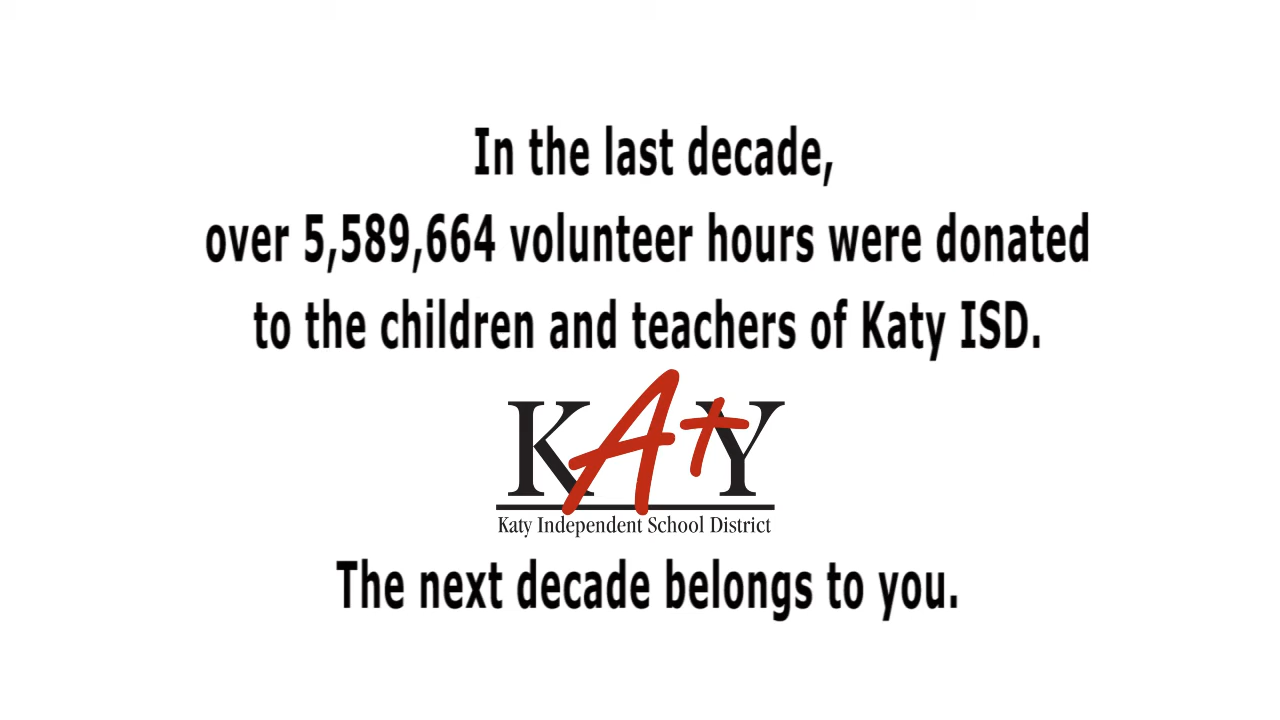 In the last decade,
over 5,589,664 volunteer hours were donated
to the children and teachers of Katy ISD.
KAtY
Katy Independent School District
The next decade belongs to you.